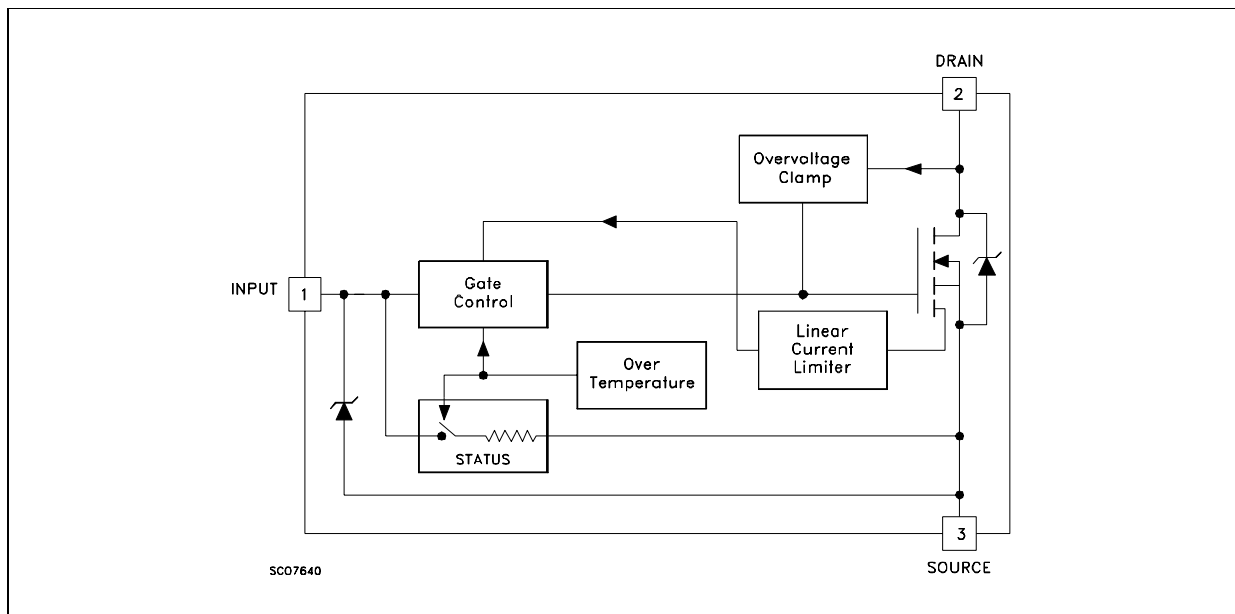 DRAIN
2
Overvoltage
Clamp
INPUT
1
Gate
Control
Linear
Current
Limiter
Over
Temperature
STATUS
3
SOURCE
SC07640